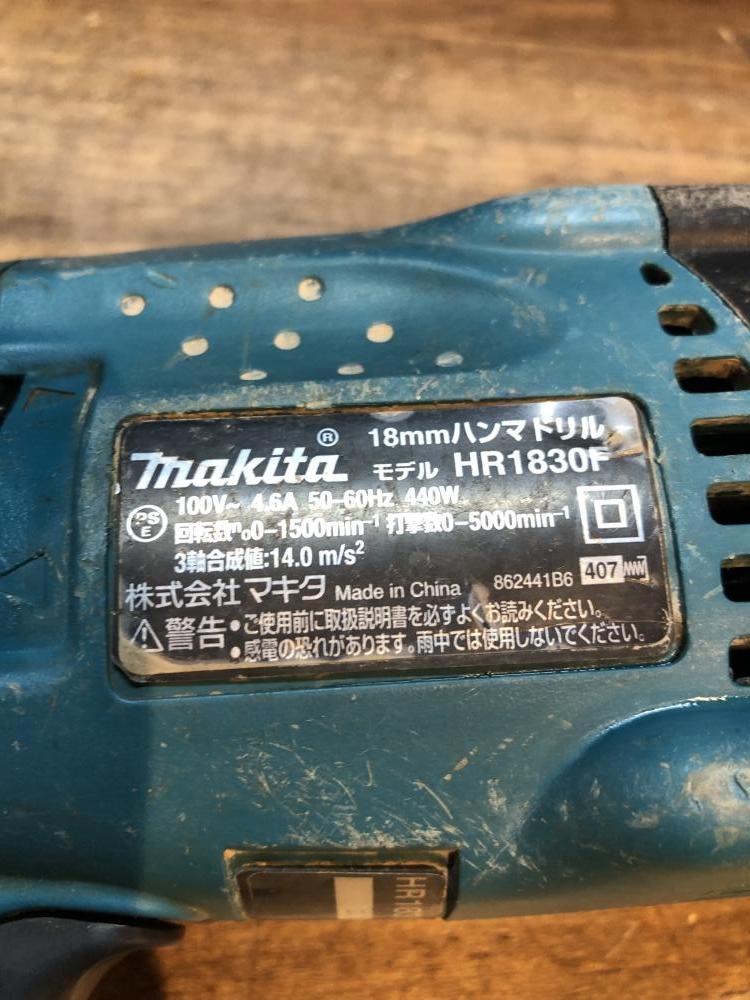 18mmハンマドリル
makita® モデル HR1830F
PS E 100V~ 4.6A 50-60Hz 440W
回転数n₀0-1500min⁻¹ 打撃数0-5000min⁻¹
3軸合成値:14.0 m/s²
株式会社マキタ Made in China 862441B6 407
⚠警告 •ご使用前に取扱説明書を必ずよくお読みください。
•感電の恐れがあります。雨中では使用しないでください。